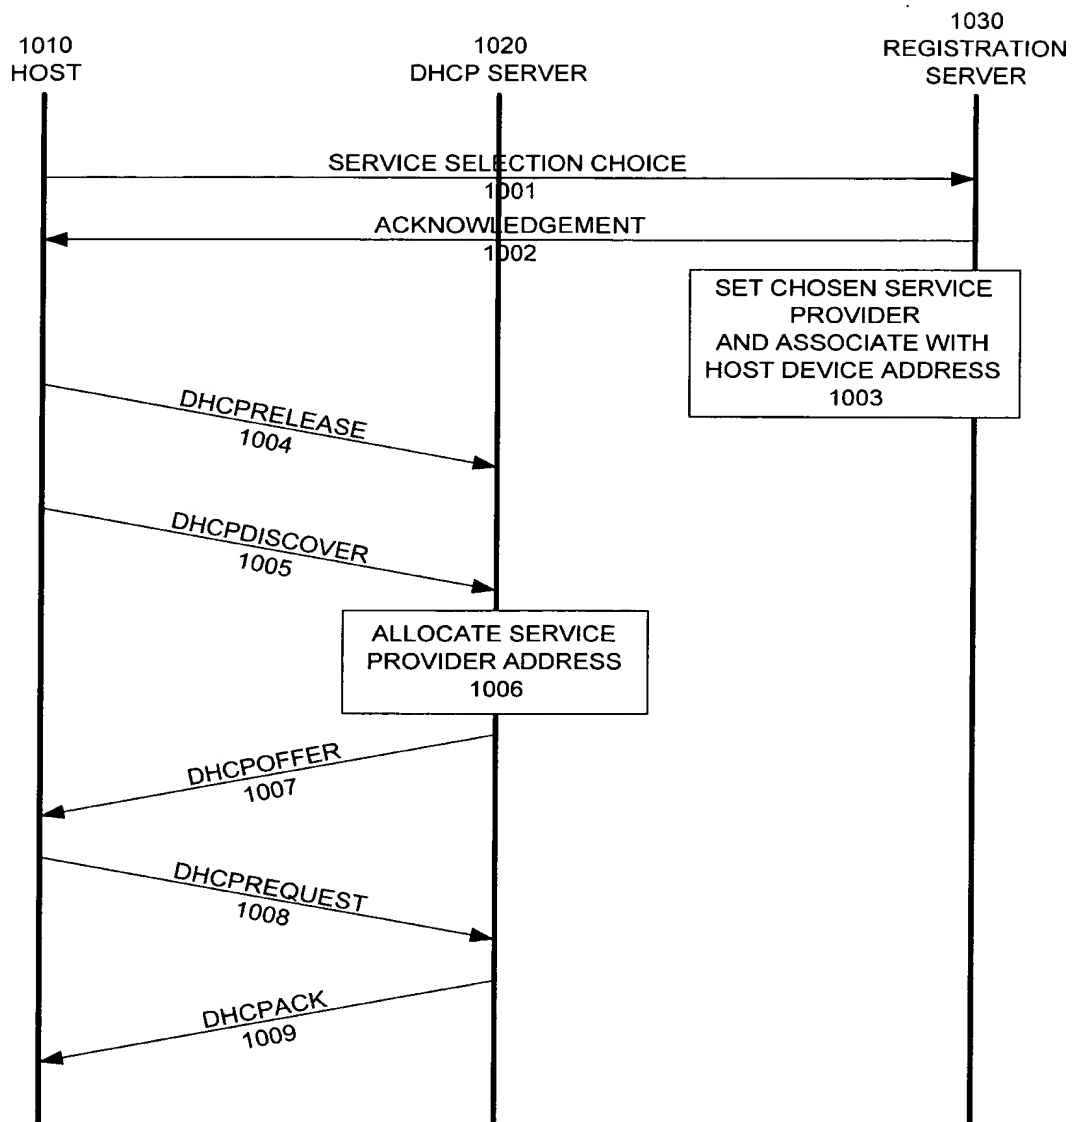 1010
HOST
1020
DHCP SERVER
1030
REGISTRATION
SERVER
SERVICE SELECTION CHOICE
1001
ACKNOWLEDGEMENT
1002
SET CHOSEN SERVICE
PROVIDER
AND ASSOCIATE WITH
HOST DEVICE ADDRESS
1003
DHCPRELEASE
1004
DHCPDISCOVER
1005
ALLOCATE SERVICE
PROVIDER ADDRESS
1006
DHCPOFFER
1007
DHCPREQUEST
1008
DHCPACK
1009